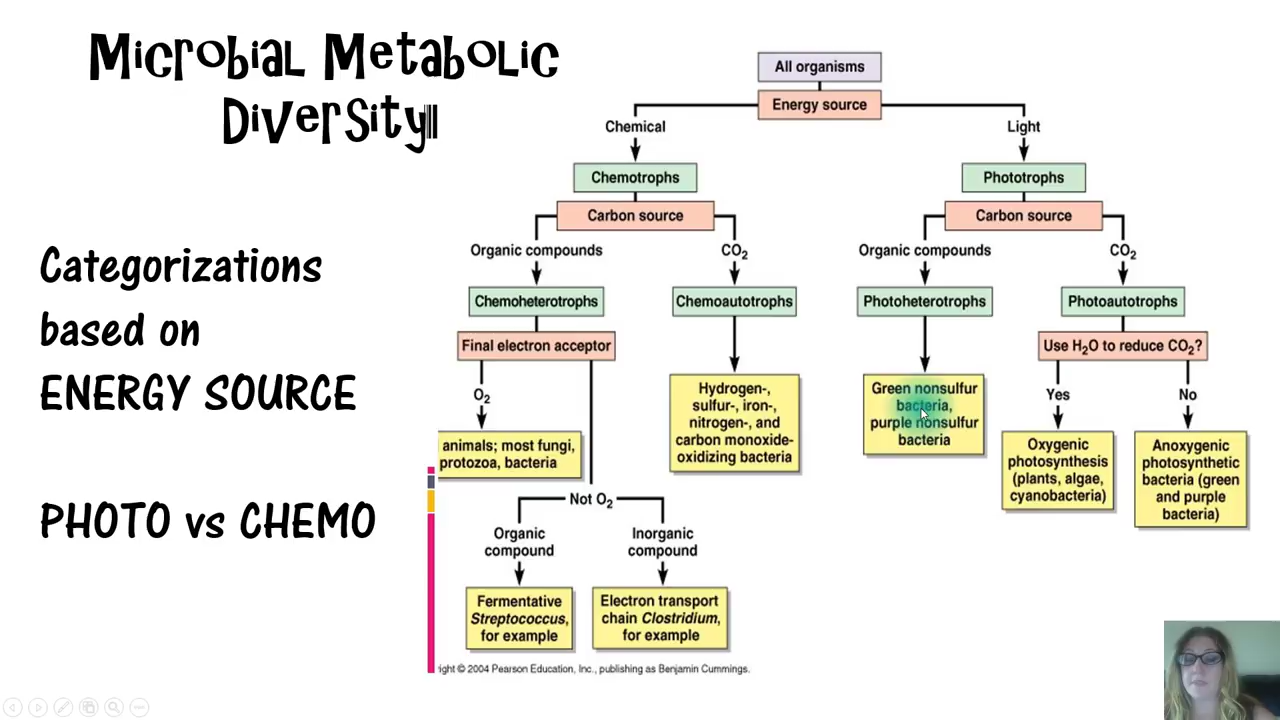 Microbial Metabolic
Diversity
Categorizations
based on
ENERGY SOURCE
PHOTO vs CHEMO
All organisms
Energy source
Chemical
Light
Chemotrophs
Phototrophs
Carbon source
Carbon source
Organic compounds
CO₂
Organic compounds
CO₂
Chemoheterotrophs
Chemoautotrophs
Photoheterotrophs
Photoautotrophs
Final electron acceptor
Use H₂O to reduce CO₂?
O₂
Yes
No
Hydrogen-,
sulfur-, iron-,
nitrogen-, and
carbon monoxide-
oxidizing bacteria
Green nonsulfur
bacteria,
purple nonsulfur
bacteria
animals; most fungi,
protozoa, bacteria
Oxygenic
photosynthesis
(plants, algae,
cyanobacteria)
Anoxygenic
photosynthetic
bacteria (green
and purple
bacteria)
Not O₂
Organic
compound
Inorganic
compound
Fermentative
Streptococcus,
for example
Electron transport
chain Clostridium,
for example
right © 2004 Pearson Education, Inc., publishing as Benjamin Cummings.